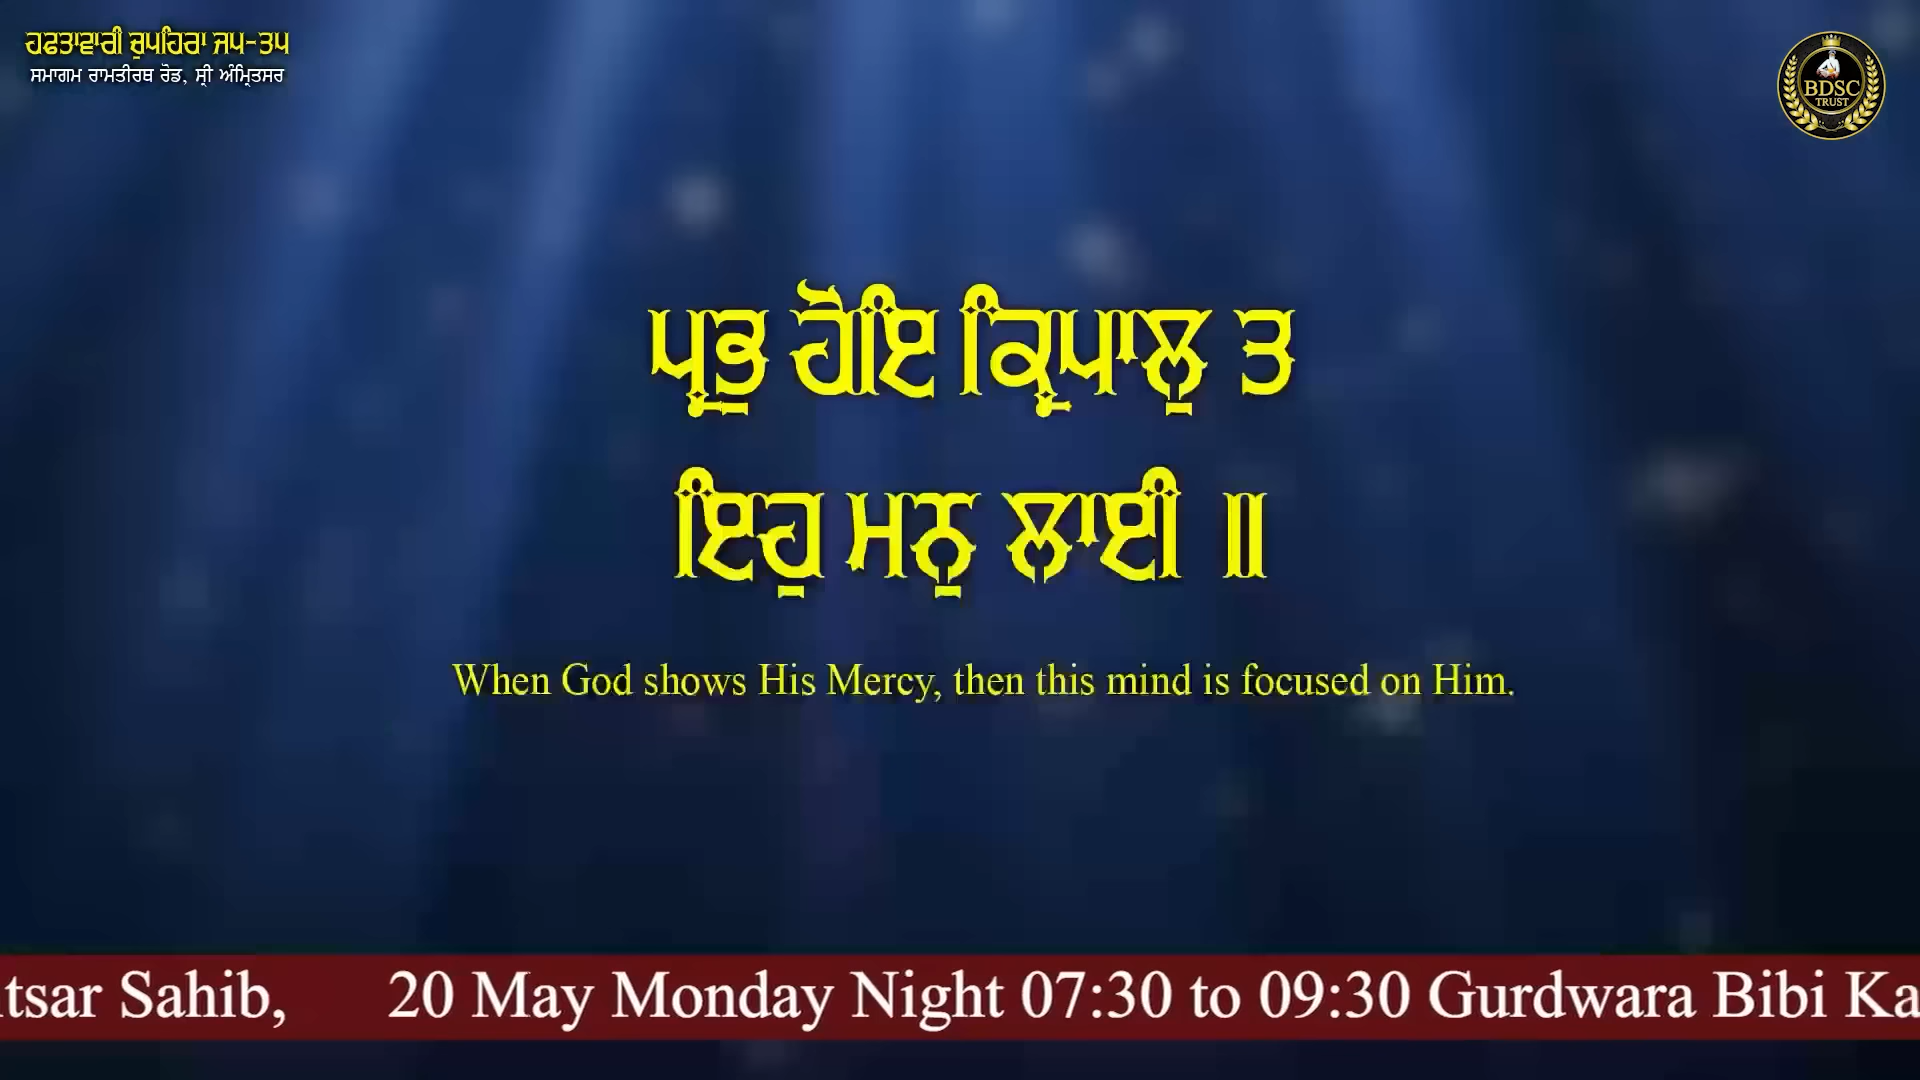 ਹਫਤਾਵਾਰੀ ਚੁਪਹਿਰਾ ਜਪ-ਤਪ
ਸਮਾਗਮ ਰਾਮਤੀਰਥ ਰੋਡ, ਸ੍ਰੀ ਅੰਮ੍ਰਿਤਸਰ
BDSC
TRUST
ਪ੍ਰਭੁ ਹੋਇ ਕ੍ਰਿਪਾਲੁ ਤ
ਇਹੁ ਮਨੁ ਲਾਈ ॥
When God shows His Mercy, then this mind is focused on Him.
itsar Sahib, 20 May Monday Night 07:30 to 09:30 Gurdwara Bibi Ka